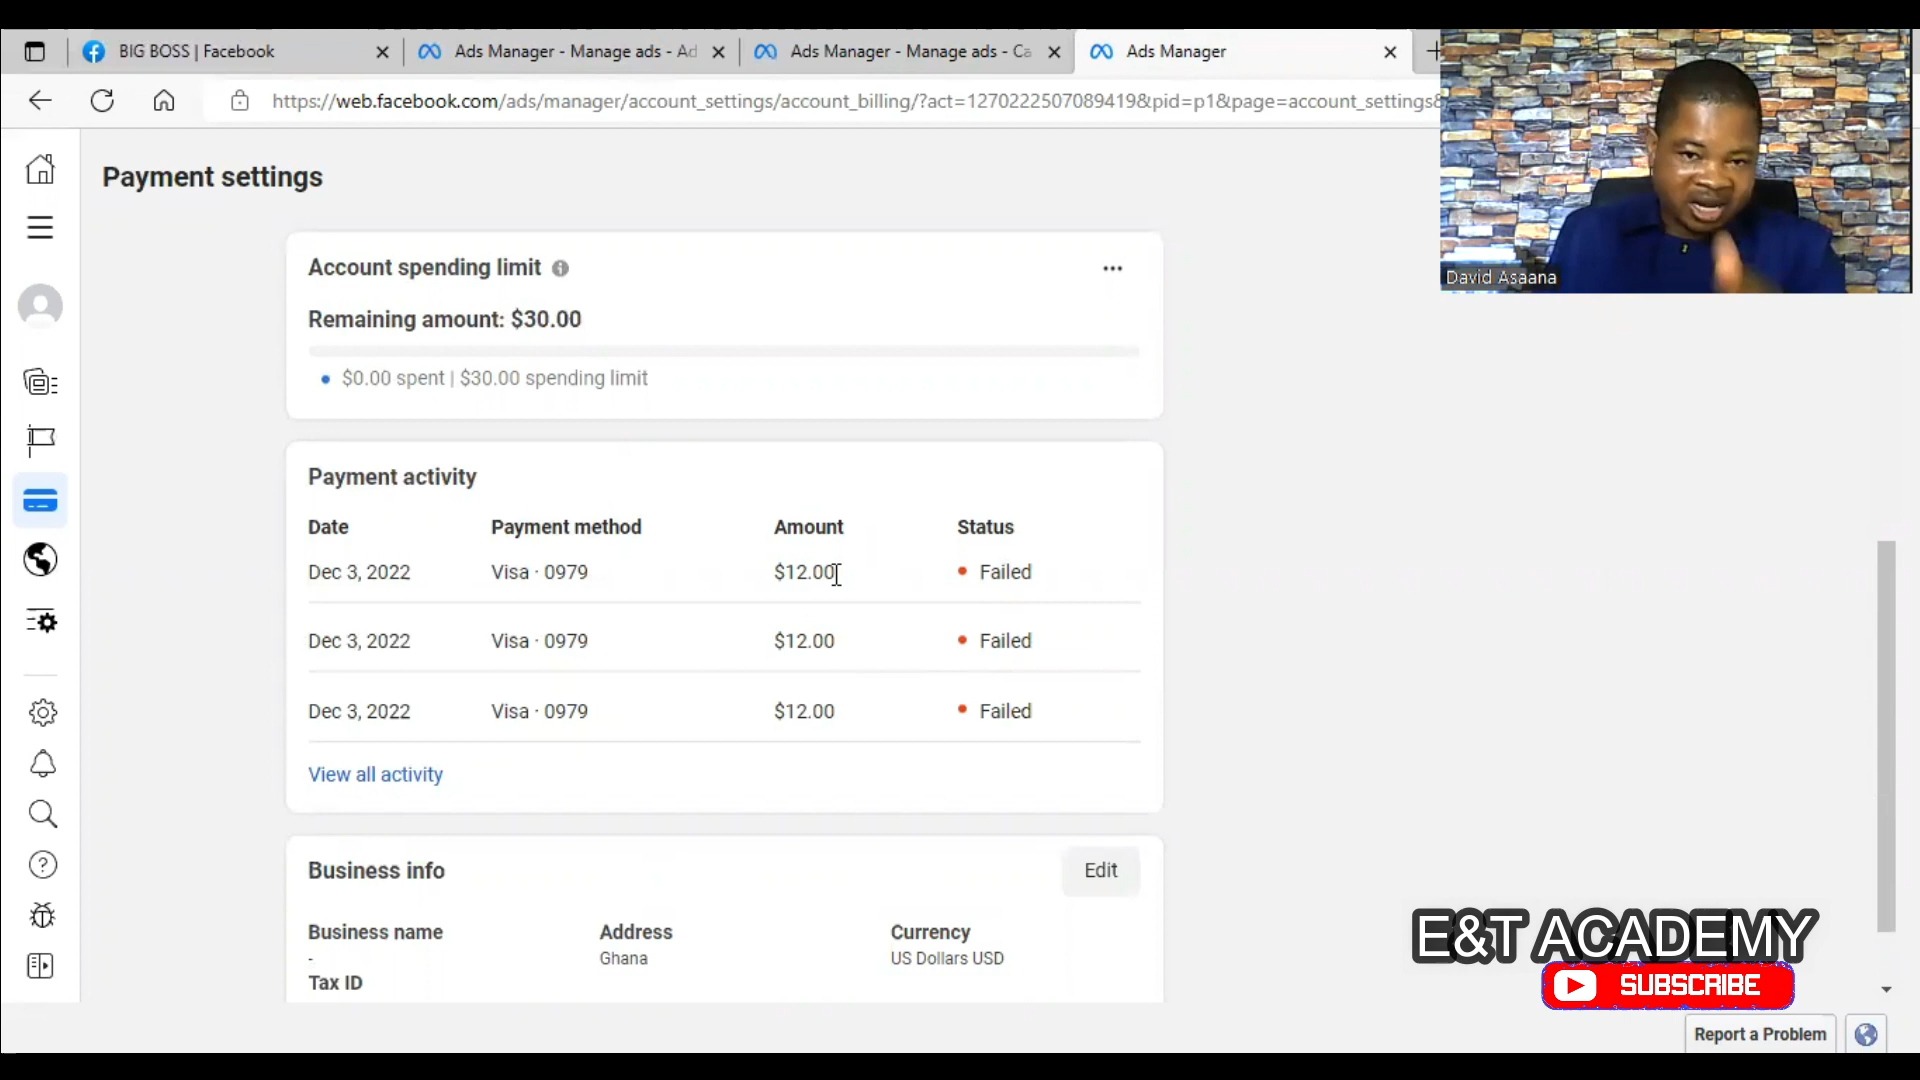 BIG BOSS | Facebook
Ads Manager - Manage ads - Ad
Ads Manager - Manage ads - Ca
Ads Manager
https://web.facebook.com/ads/manager/account_settings/account_billing/?act=1270222507089419&pid=p1&page=account_settings&
David Asaana
Payment settings
Account spending limit
Remaining amount: $30.00
$0.00 spent | $30.00 spending limit
Payment activity
Date Payment method Amount Status
Dec 3, 2022 Visa · 0979 $12.00 Failed
Dec 3, 2022 Visa · 0979 $12.00 Failed
Dec 3, 2022 Visa · 0979 $12.00 Failed
View all activity
Business info
Edit
Business name Address Currency
- Ghana US Dollars USD
Tax ID
E&T ACADEMY
SUBSCRIBE
Report a Problem